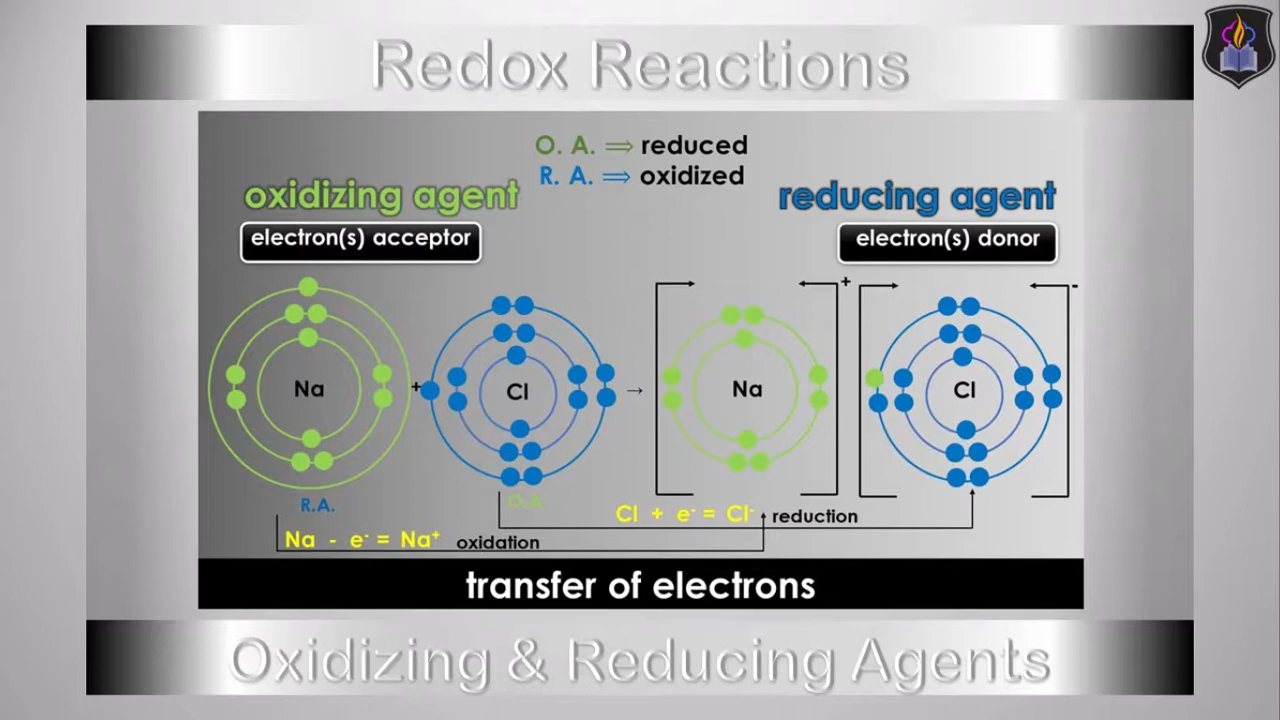 Redox Reactions
O. A. ⇒ reduced
R. A. ⇒ oxidized
oxidizing agent
reducing agent
electron(s) acceptor
electron(s) donor
Na
+
Cl
→
Na
+
Cl
-
R.A.
O.A.
Cl + e⁻ = Cl⁻ reduction
Na - e⁻ = Na⁺ oxidation
transfer of electrons
Oxidizing & Reducing Agents